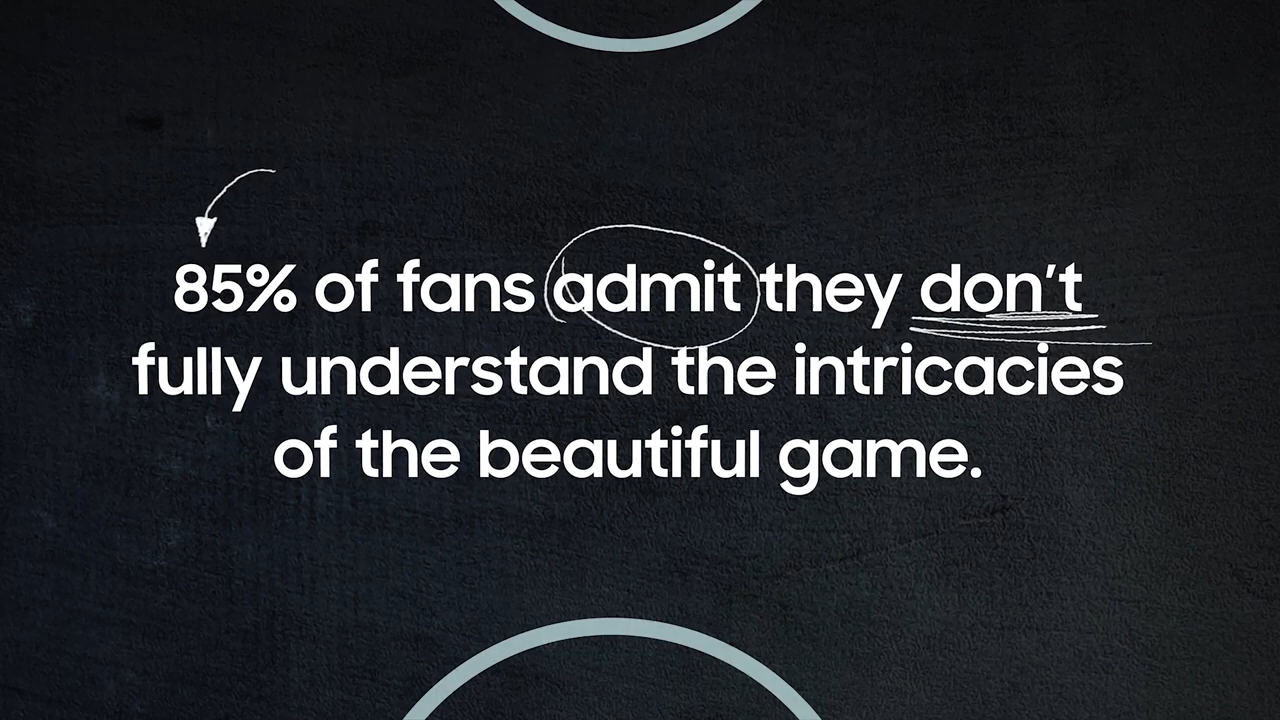 85% of fans admit they don’t
fully understand the intricacies
of the beautiful game.